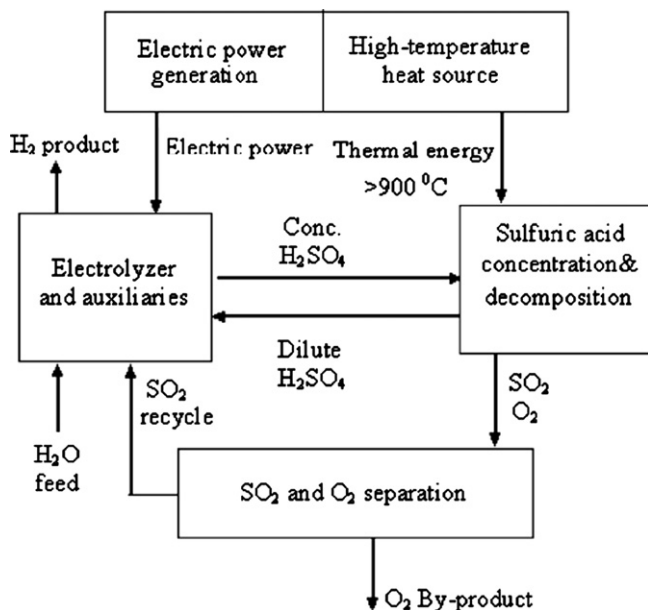 Electric power
generation
High-temperature
heat source
H₂ product
Electric power
Thermal energy
>900 ⁰C
Electrolyzer
and auxiliaries
Conc.
H₂SO₄
Sulfuric acid
concentration&
decomposition
Dilute
H₂SO₄
SO₂
recycle
SO₂
O₂
H₂O
feed
SO₂ and O₂ separation
O₂ By-product